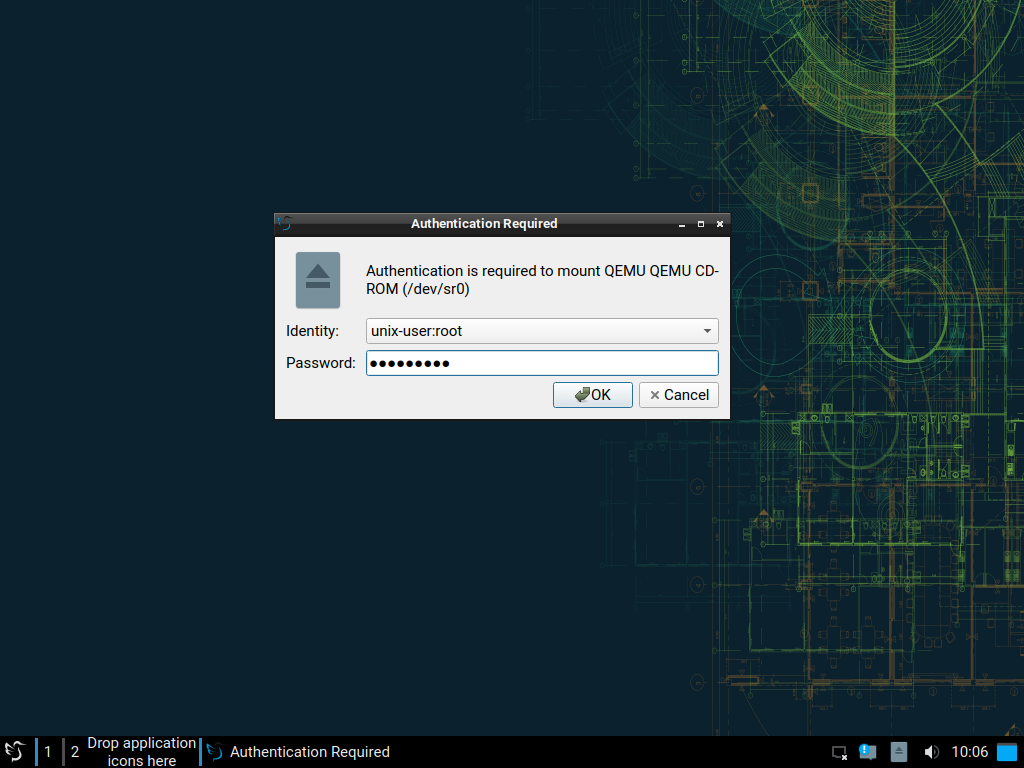 Authentication Required
Authentication is required to mount QEMU QEMU CD-
ROM (/dev/sr0)
Identity:
unix-user:root
Password:
●●●●●●●●●
OK
Cancel
1
2
Drop application
icons here
Authentication Required
10:06